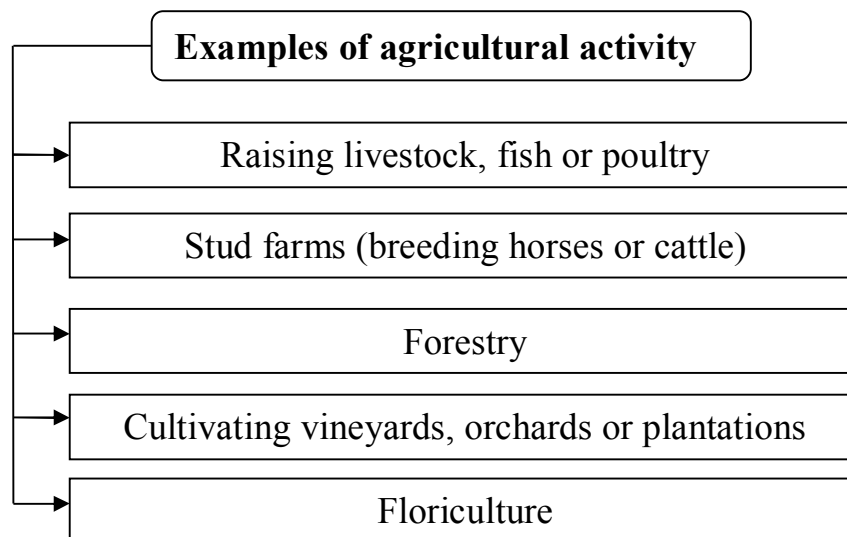 Examples of agricultural activity
Raising livestock, fish or poultry
Stud farms (breeding horses or cattle)
Forestry
Cultivating vineyards, orchards or plantations
Floriculture